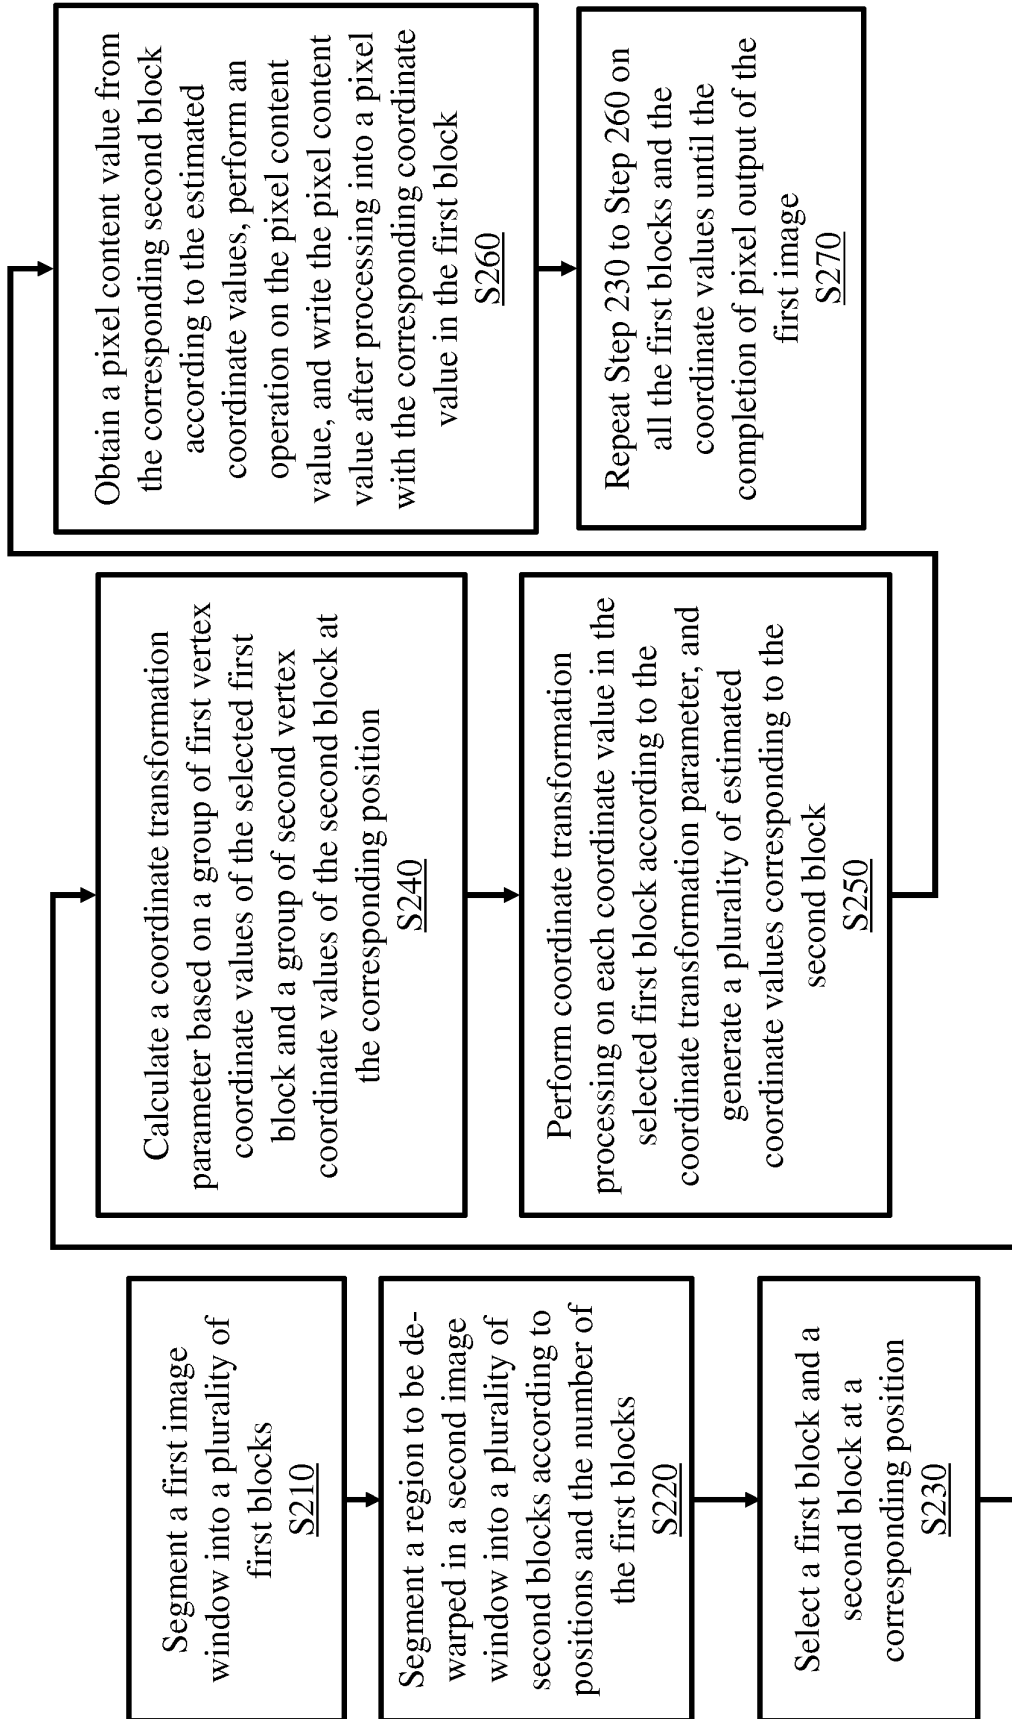 Segment a first image
window into a plurality of
first blocks
S210
Segment a region to be de-
warped in a second image
window into a plurality of
second blocks according to
positions and the number of
the first blocks
S220
Select a first block and a
second block at a
corresponding position
S230
Calculate a coordinate transformation
parameter based on a group of first vertex
coordinate values of the selected first
block and a group of second vertex
coordinate values of the second block at
the corresponding position
S240
Perform coordinate transformation
processing on each coordinate value in the
selected first block according to the
coordinate transformation parameter, and
generate a plurality of estimated
coordinate values corresponding to the
second block
S250
Obtain a pixel content value from
the corresponding second block
according to the estimated
coordinate values, perform an
operation on the pixel content
value, and write the pixel content
value after processing into a pixel
with the corresponding coordinate
value in the first block
S260
Repeat Step 230 to Step 260 on
all the first blocks and the
coordinate values until the
completion of pixel output of the
first image
S270